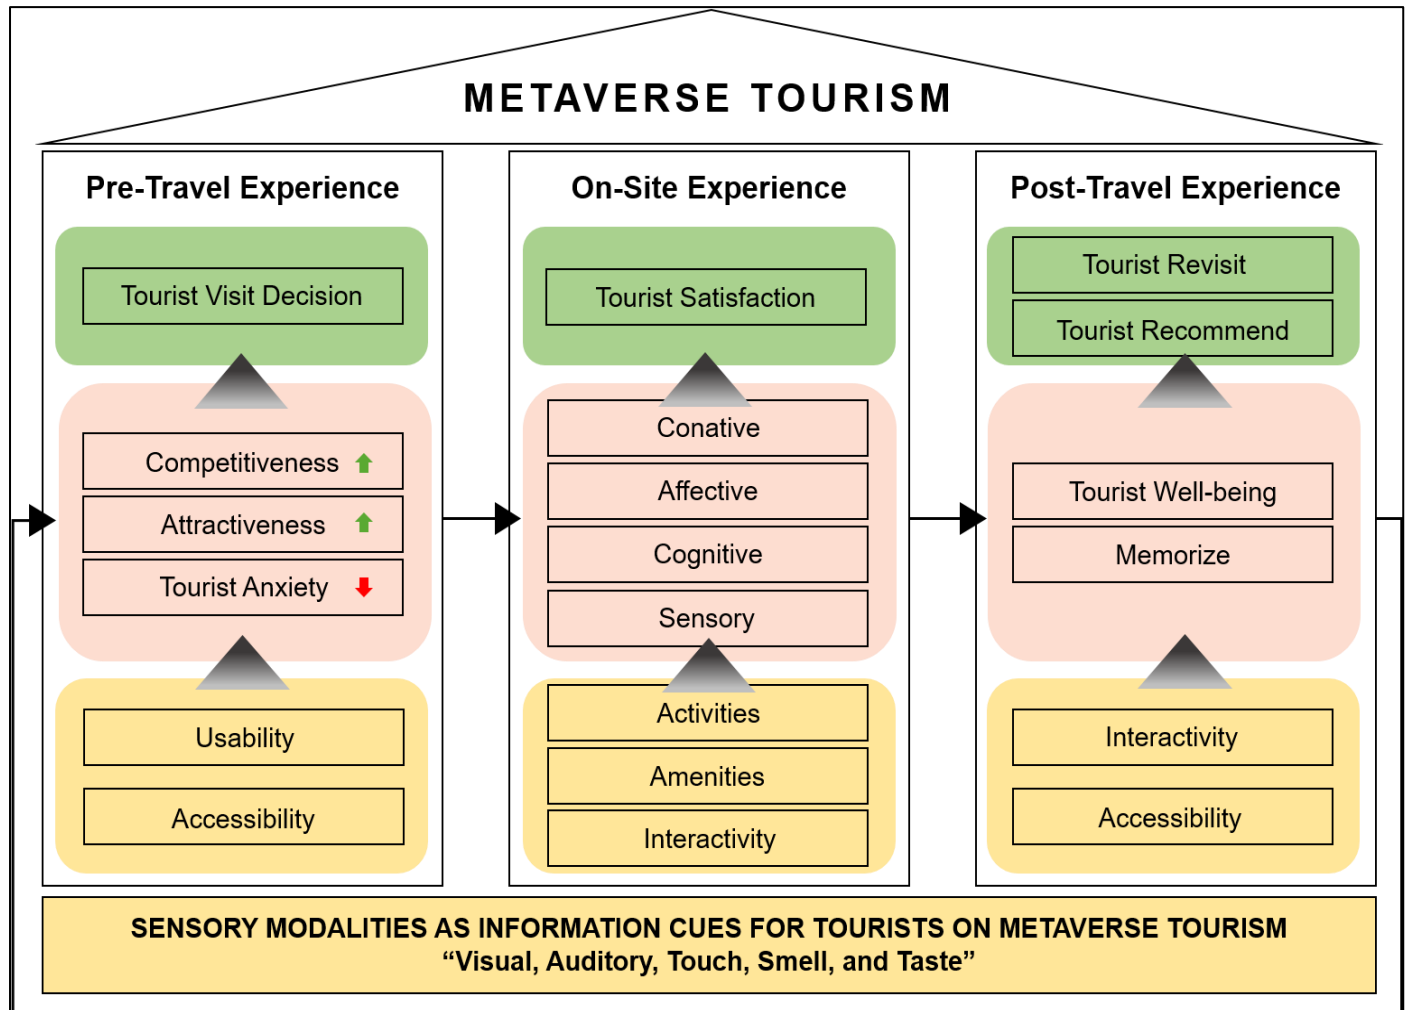 METAVERSE TOURISM
Pre-Travel Experience
Tourist Visit Decision
Competitiveness
Attractiveness
Tourist Anxiety
Usability
Accessibility
On-Site Experience
Tourist Satisfaction
Conative
Affective
Cognitive
Sensory
Activities
Amenities
Interactivity
Post-Travel Experience
Tourist Revisit
Tourist Recommend
Tourist Well-being
Memorize
Interactivity
Accessibility
SENSORY MODALITIES AS INFORMATION CUES FOR TOURISTS ON METAVERSE TOURISM
“Visual, Auditory, Touch, Smell, and Taste”